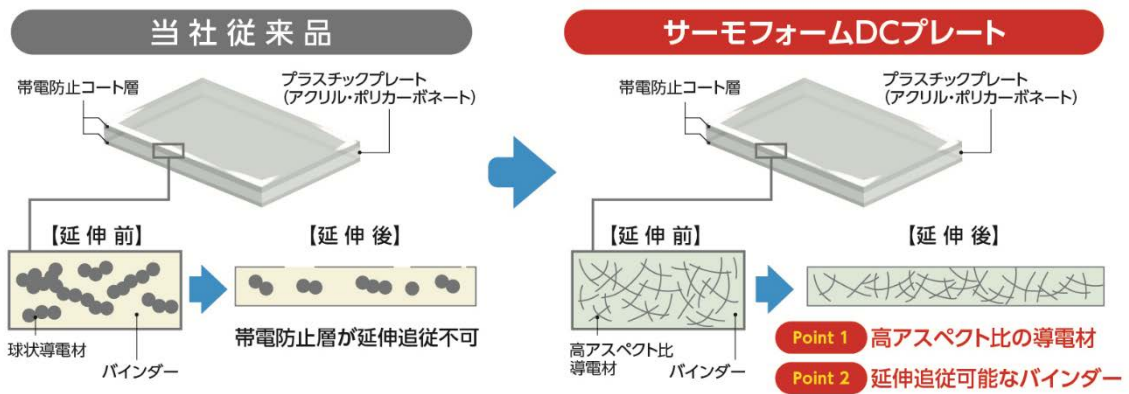 当社従来品
帯電防止コート層
プラスチックプレート
（アクリル・ポリカーボネート）
【延伸前】
【延伸後】
球状導電材
バインダー
帯電防止層が延伸追従不可
サーモフォームDCプレート
帯電防止コート層
プラスチックプレート
（アクリル・ポリカーボネート）
【延伸前】
【延伸後】
高アスペクト比
導電材
バインダー
Point 1 高アスペクト比の導電材
Point 2 延伸追従可能なバインダー